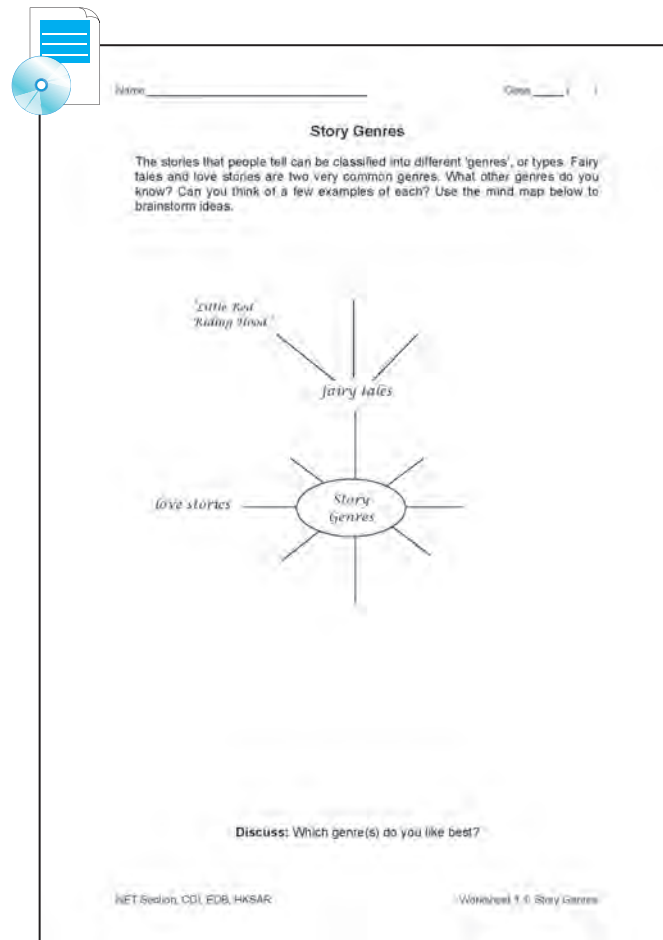 Name
Class ( )
Story Genres
The stories that people tell can be classified into different 'genres', or types. Fairy
tales and love stories are two very common genres. What other genres do you
know? Can you think of a few examples of each? Use the mind map below to
brainstorm ideas.
'Little Red
Riding Hood'
fairy tales
love stories
Story
Genres
Discuss: Which genre(s) do you like best?
NET Section, CDI, EDB, HKSAR
Worksheet 1 © Story Genres